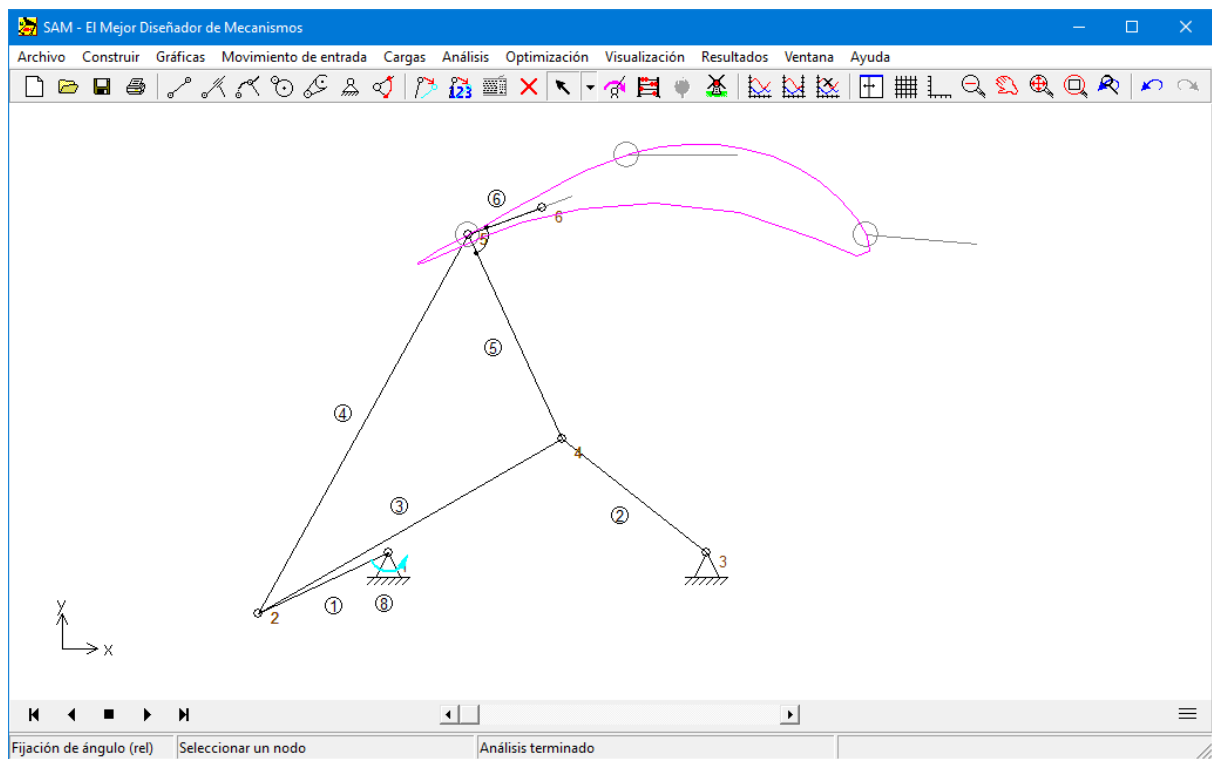 SAM - El Mejor Diseñador de Mecanismos
Archivo Construir Gráficas Movimiento de entrada Cargas Análisis Optimización Visualización Resultados Ventana Ayuda
123
6
6
5
5
4
4
3
2
3
1
8
2
y
x
Fijación de ángulo (rel) Seleccionar un nodo Análisis terminado